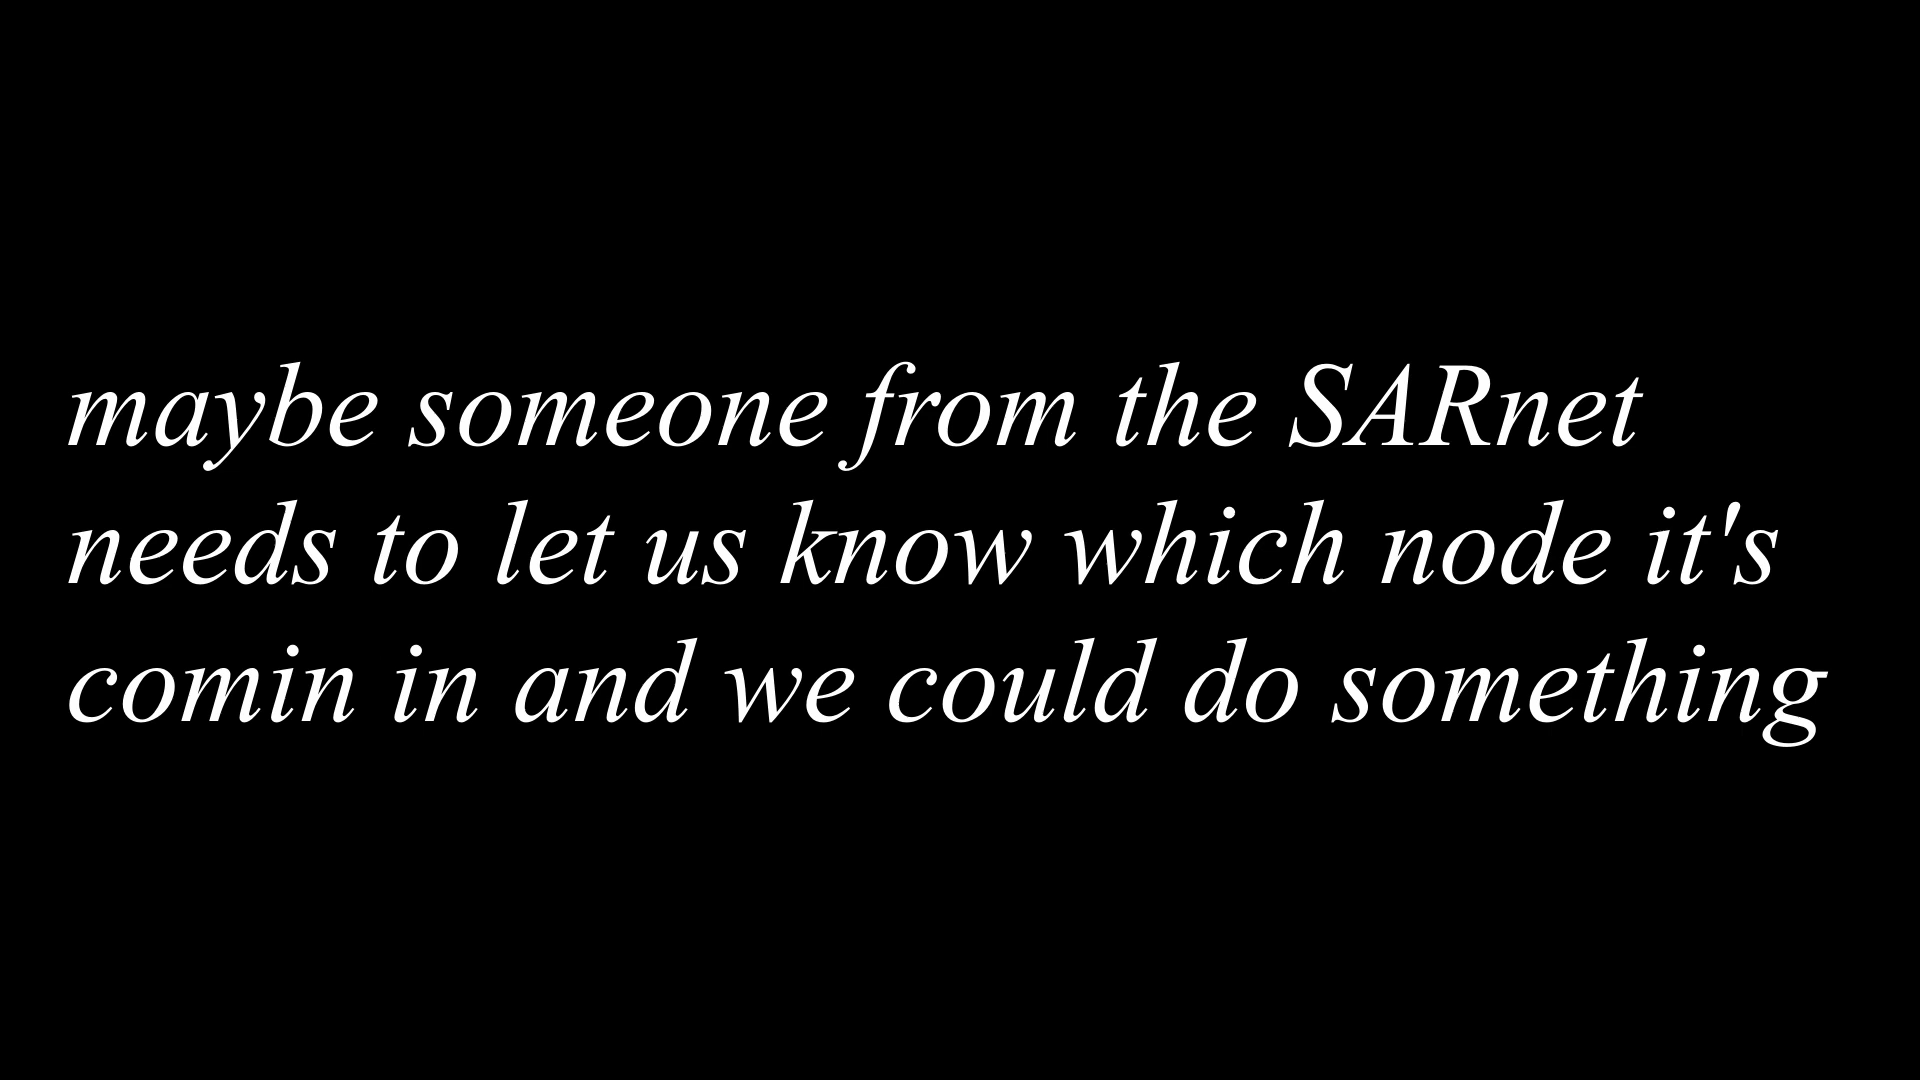 maybe someone from the SARnet
needs to let us know which node it's
comin in and we could do something